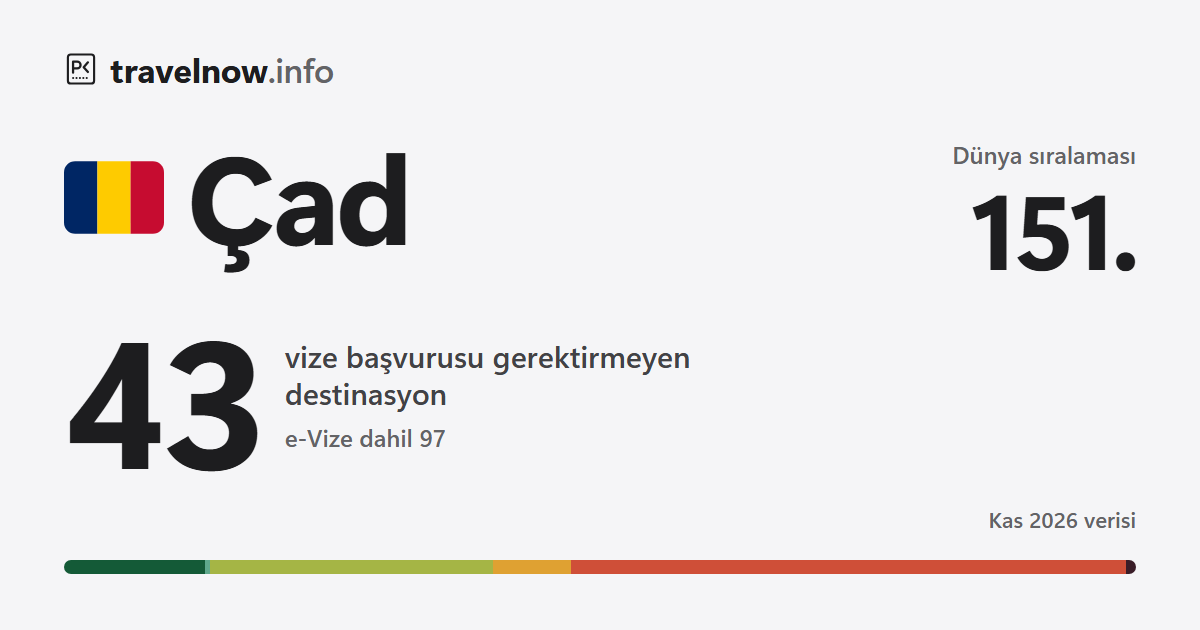 travelnow.info
Çad
Dünya sıralaması
151.
43
vize başvurusu gerektirmeyen
destinasyon
e-Vize dahil 97
Kas 2026 verisi